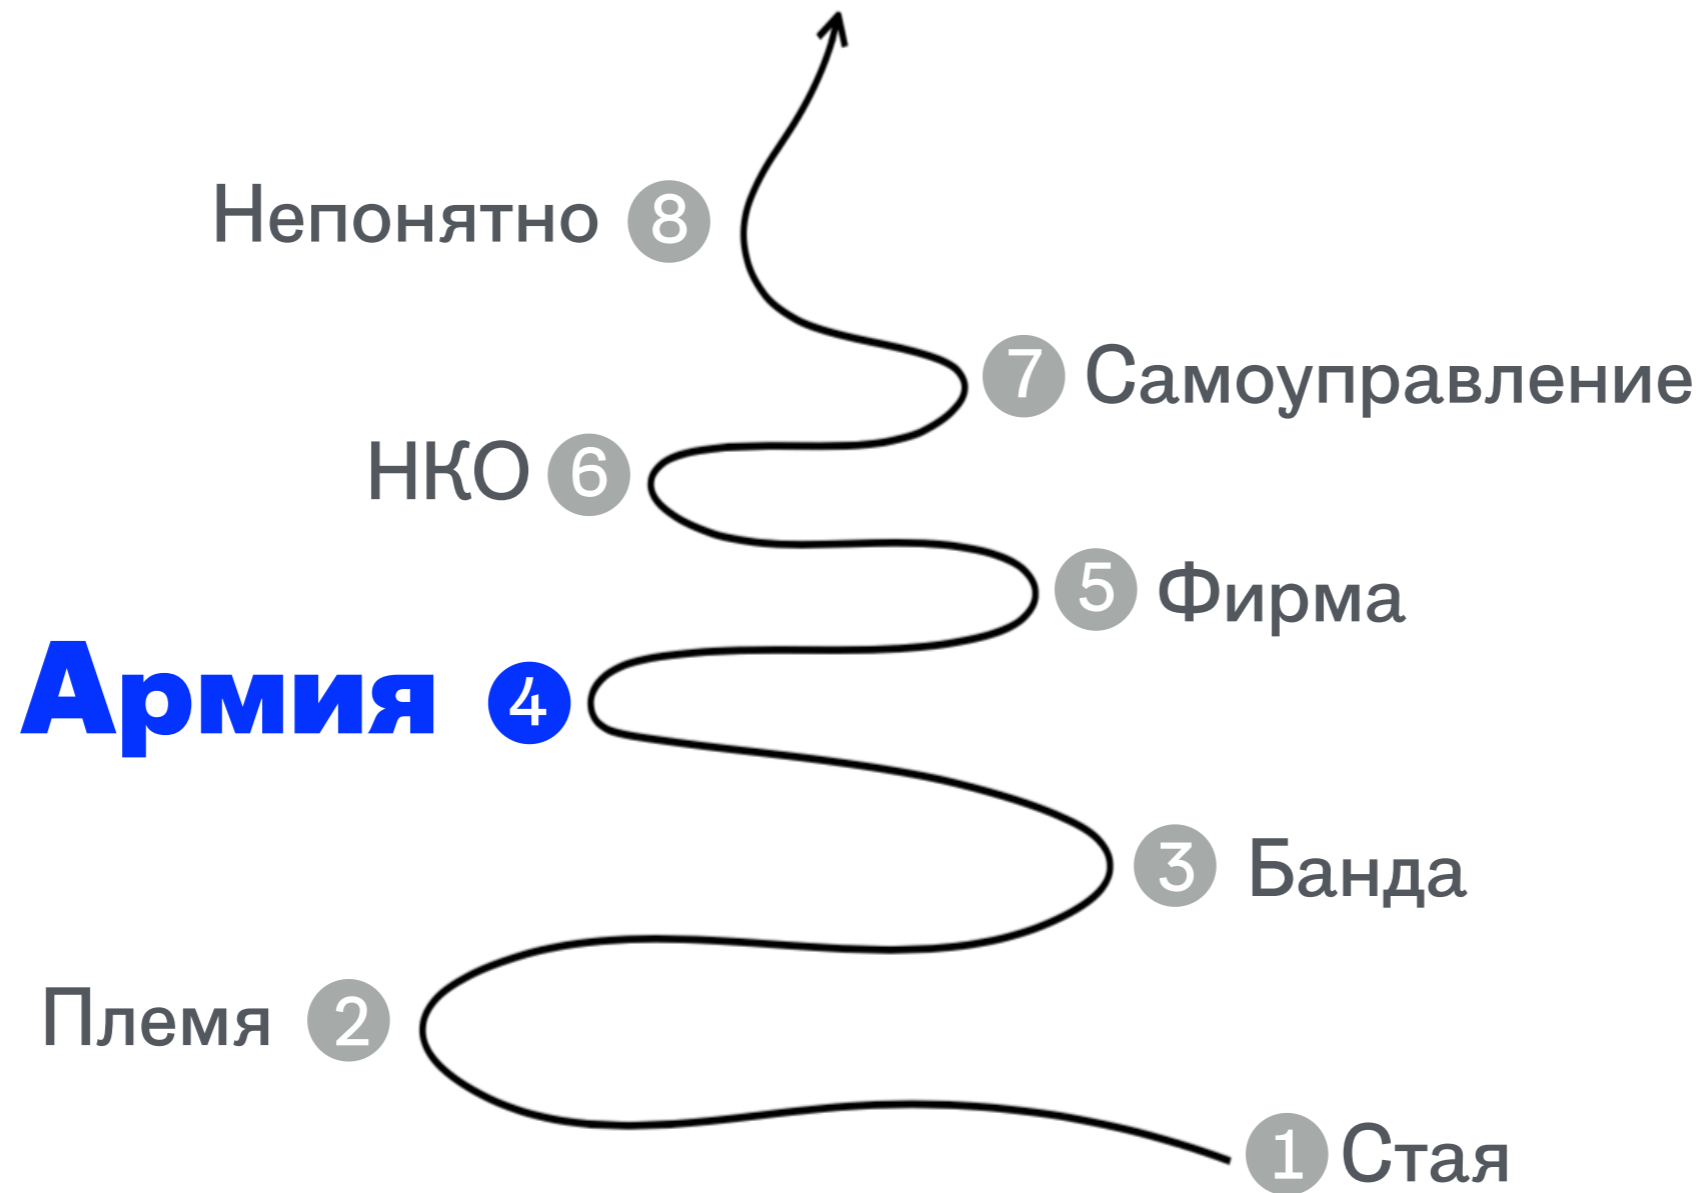 Непонятно 8
7 Самоуправление
НКО 6
5 Фирма
Армия 4
3 Банда
Племя 2
1 Стая